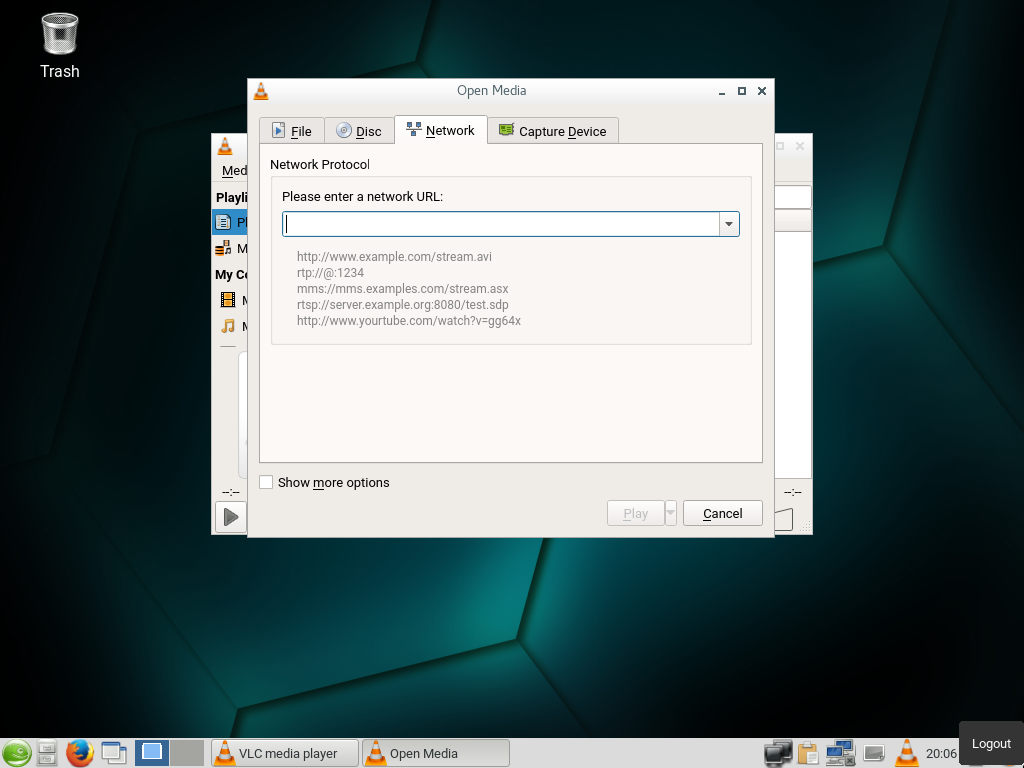 Trash
Open Media
File
Disc
Network
Capture Device
Med
Network Protocol
Playli
Please enter a network URL:
Pl
M
http://www.example.com/stream.avi
rtp://@:1234
My Co
mms://mms.examples.com/stream.asx
M
rtsp://server.example.org:8080/test.sdp
http://www.yourtube.com/watch?v=gg64x
M
Show more options
--:--
--:--
Play
Cancel
VLC media player
Open Media
20:06
Logout